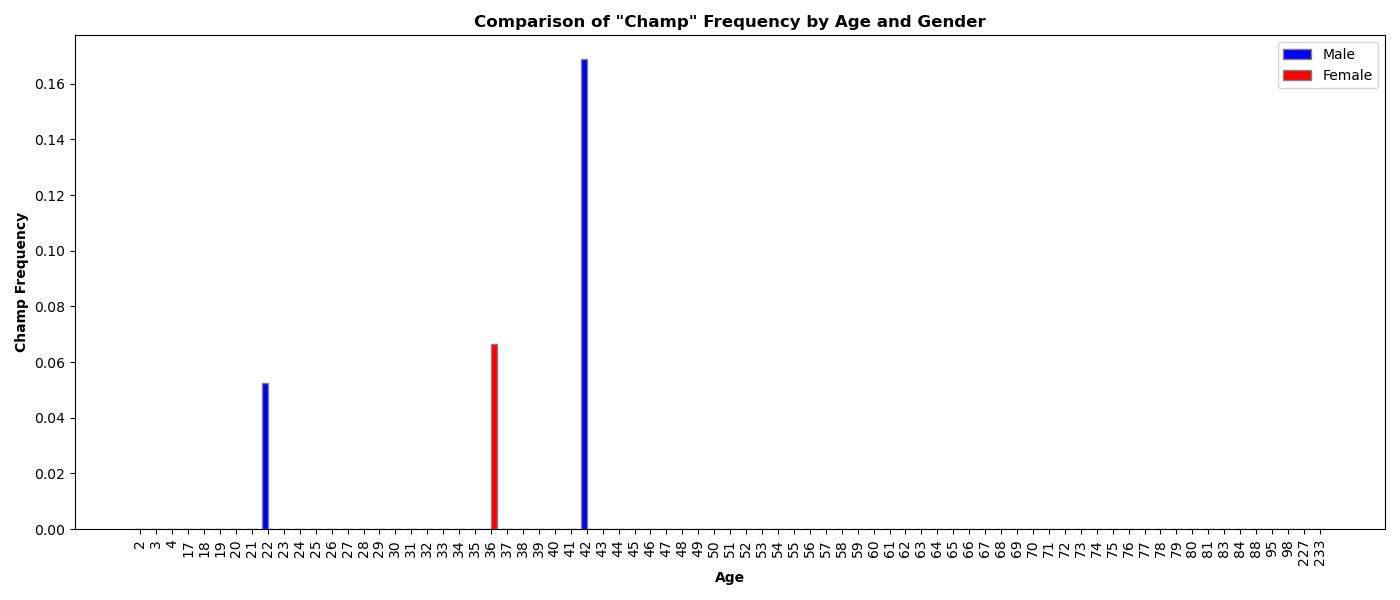 Comparison of "Champ" Frequency by Age and Gender
Male
Female
Champ Frequency
0.16
0.14
0.12
0.10
0.08
0.06
0.04
0.02
0.00
2 3 4 17 18 19 20 21 22 23 24 25 26 27 28 29 30 31 32 33 34 35 36 37 38 39 40 41 42 43 44 45 46 47 48 49 50 51 52 53 54 55 56 57 58 59 60 61 62 63 64 65 66 67 68 69 70 71 72 73 74 75 76 77 78 79 80 81 83 84 88 95 98 227 233
Age